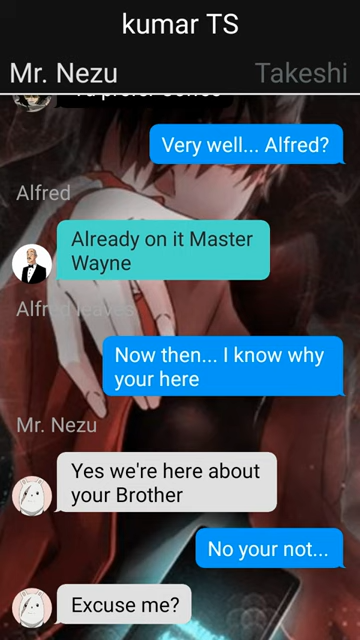 kumar TS
Mr. Nezu Takeshi
Very well... Alfred?
Alfred
Already on it Master
Wayne
Alfred leaves
Now then... I know why
your here
Mr. Nezu
Yes we're here about
your Brother
No your not...
Excuse me?